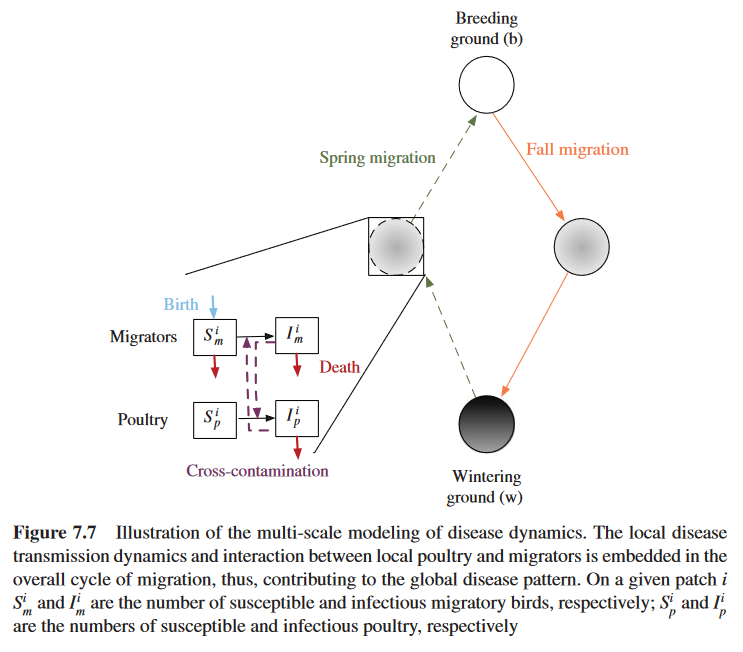 Breeding
ground (b)
Spring migration
Fall migration
Birth
Migrators
S^i_m
I^i_m
Death
Poultry
S^i_p
I^i_p
Cross-contamination
Wintering
ground (w)
Figure 7.7 Illustration of the multi-scale modeling of disease dynamics. The local disease
transmission dynamics and interaction between local poultry and migrators is embedded in the
overall cycle of migration, thus, contributing to the global disease pattern. On a given patch i
S^i_m and I^i_m are the number of susceptible and infectious migratory birds, respectively; S^i_p and I^i_p
are the numbers of susceptible and infectious poultry, respectively